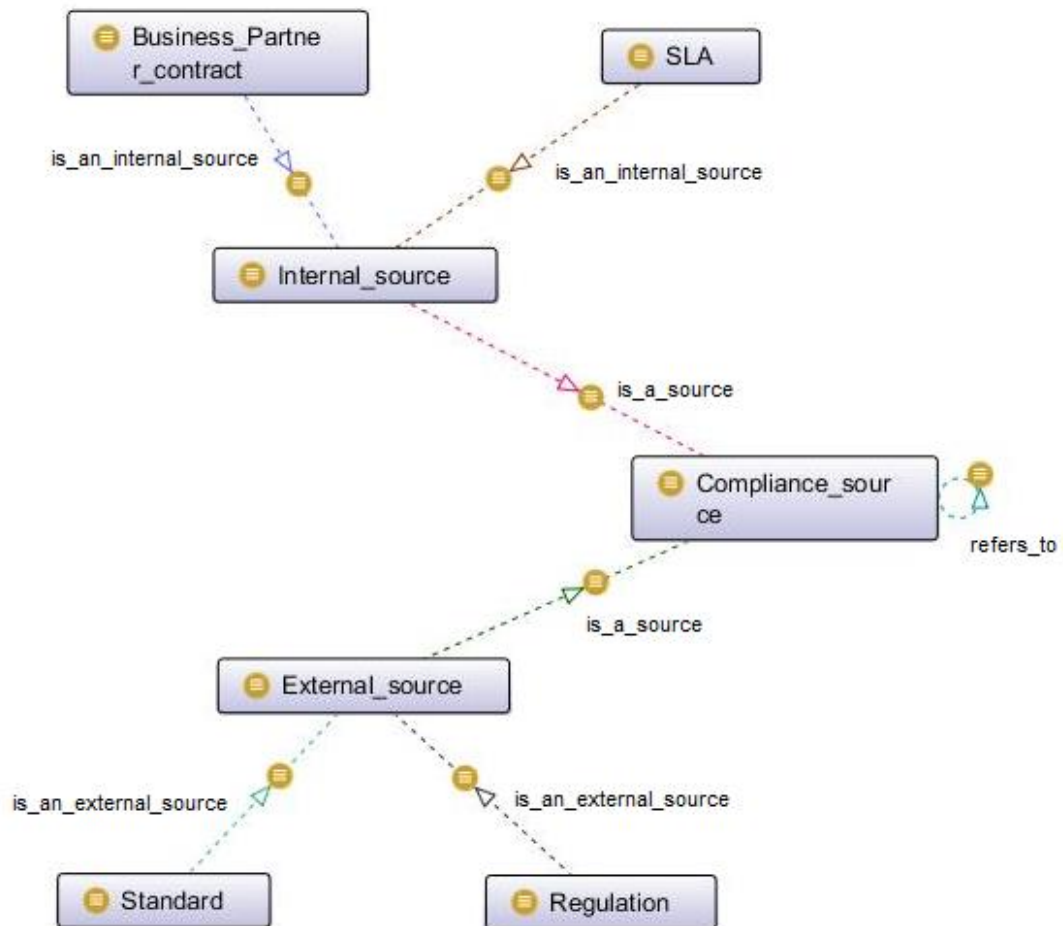 Business_Partne
r_contract
SLA
is_an_internal_source
is_an_internal_source
Internal_source
is_a_source
Compliance_sour
ce
refers_to
is_a_source
External_source
is_an_external_source
is_an_external_source
Standard
Regulation